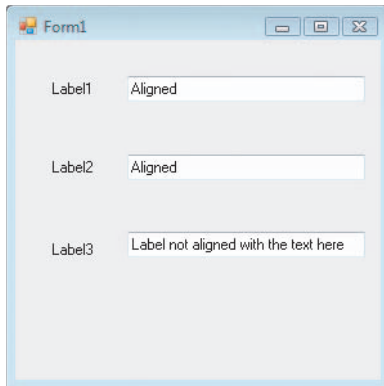 Form1
Label1 Aligned
Label2 Aligned
Label3 Label not aligned with the text here